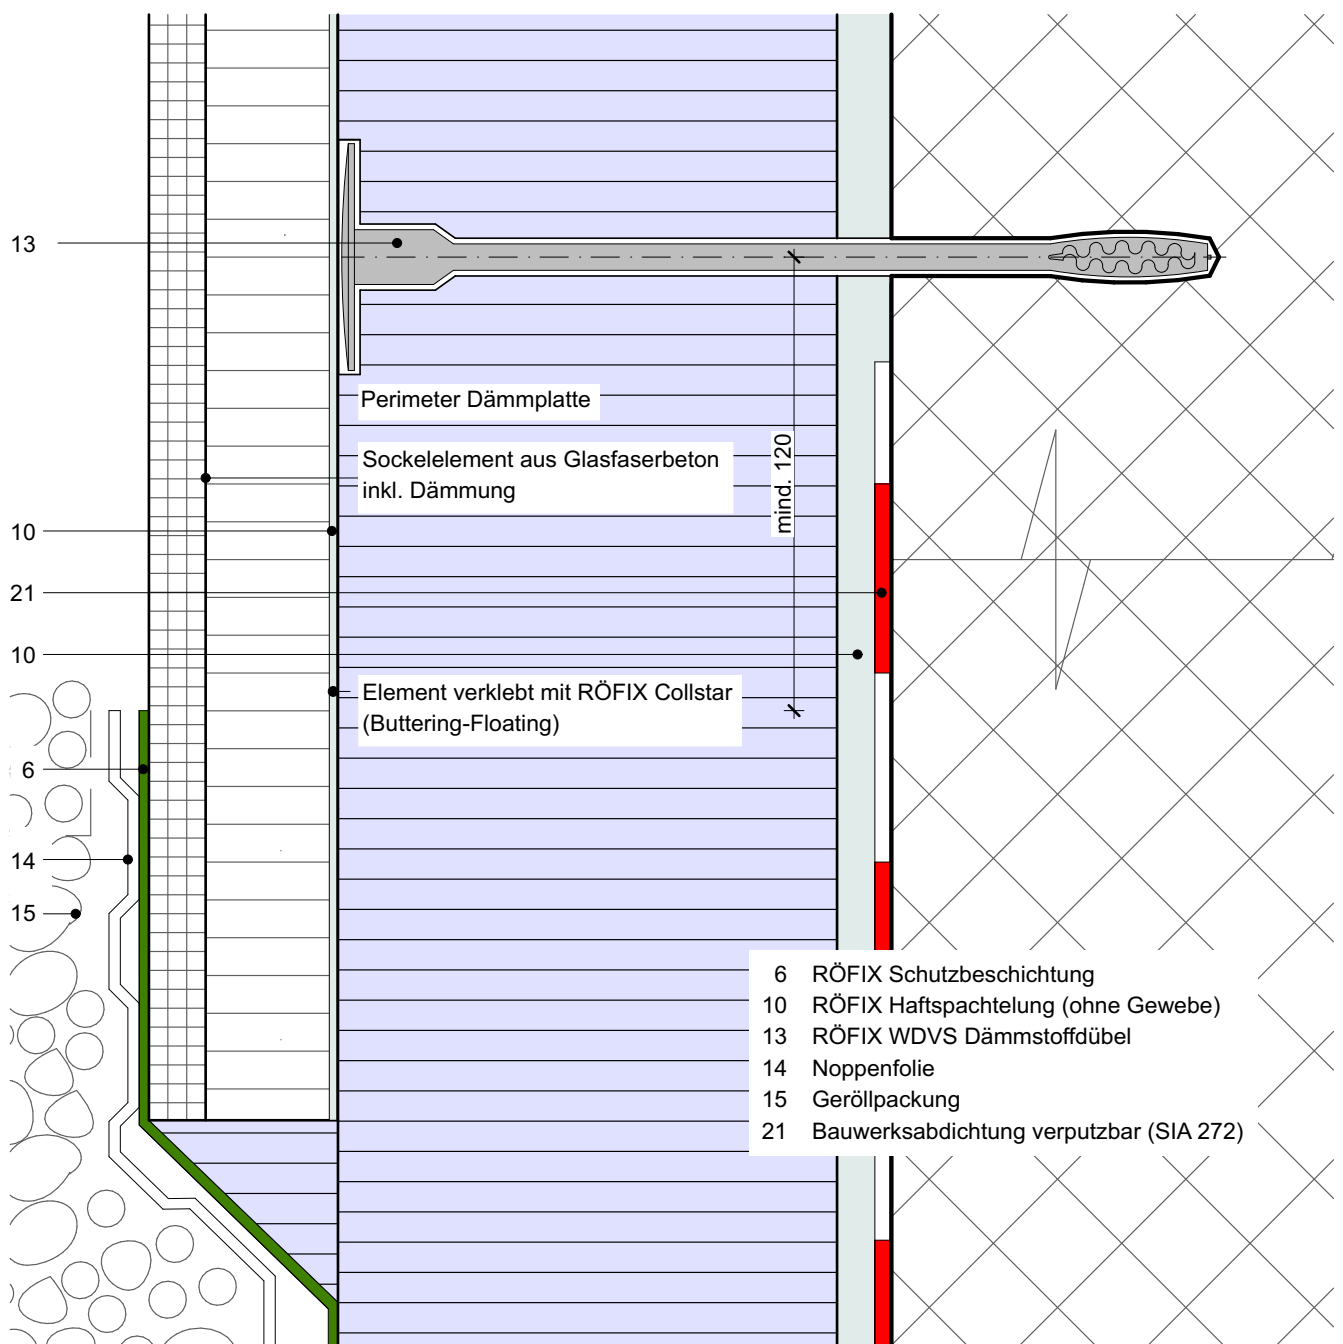 13
Perimeter Dämmplatte
Sockelelement aus Glasfaserbeton
inkl. Dämmung
mind. 120
10
21
10
Element verklebt mit RÖFIX Collstar
(Buttering-Floating)
6
14
15
6 RÖFIX Schutzbeschichtung
10 RÖFIX Haftspachtelung (ohne Gewebe)
13 RÖFIX WDVS Dämmstoffdübel
14 Noppenfolie
15 Geröllpackung
21 Bauwerksabdichtung verputzbar (SIA 272)